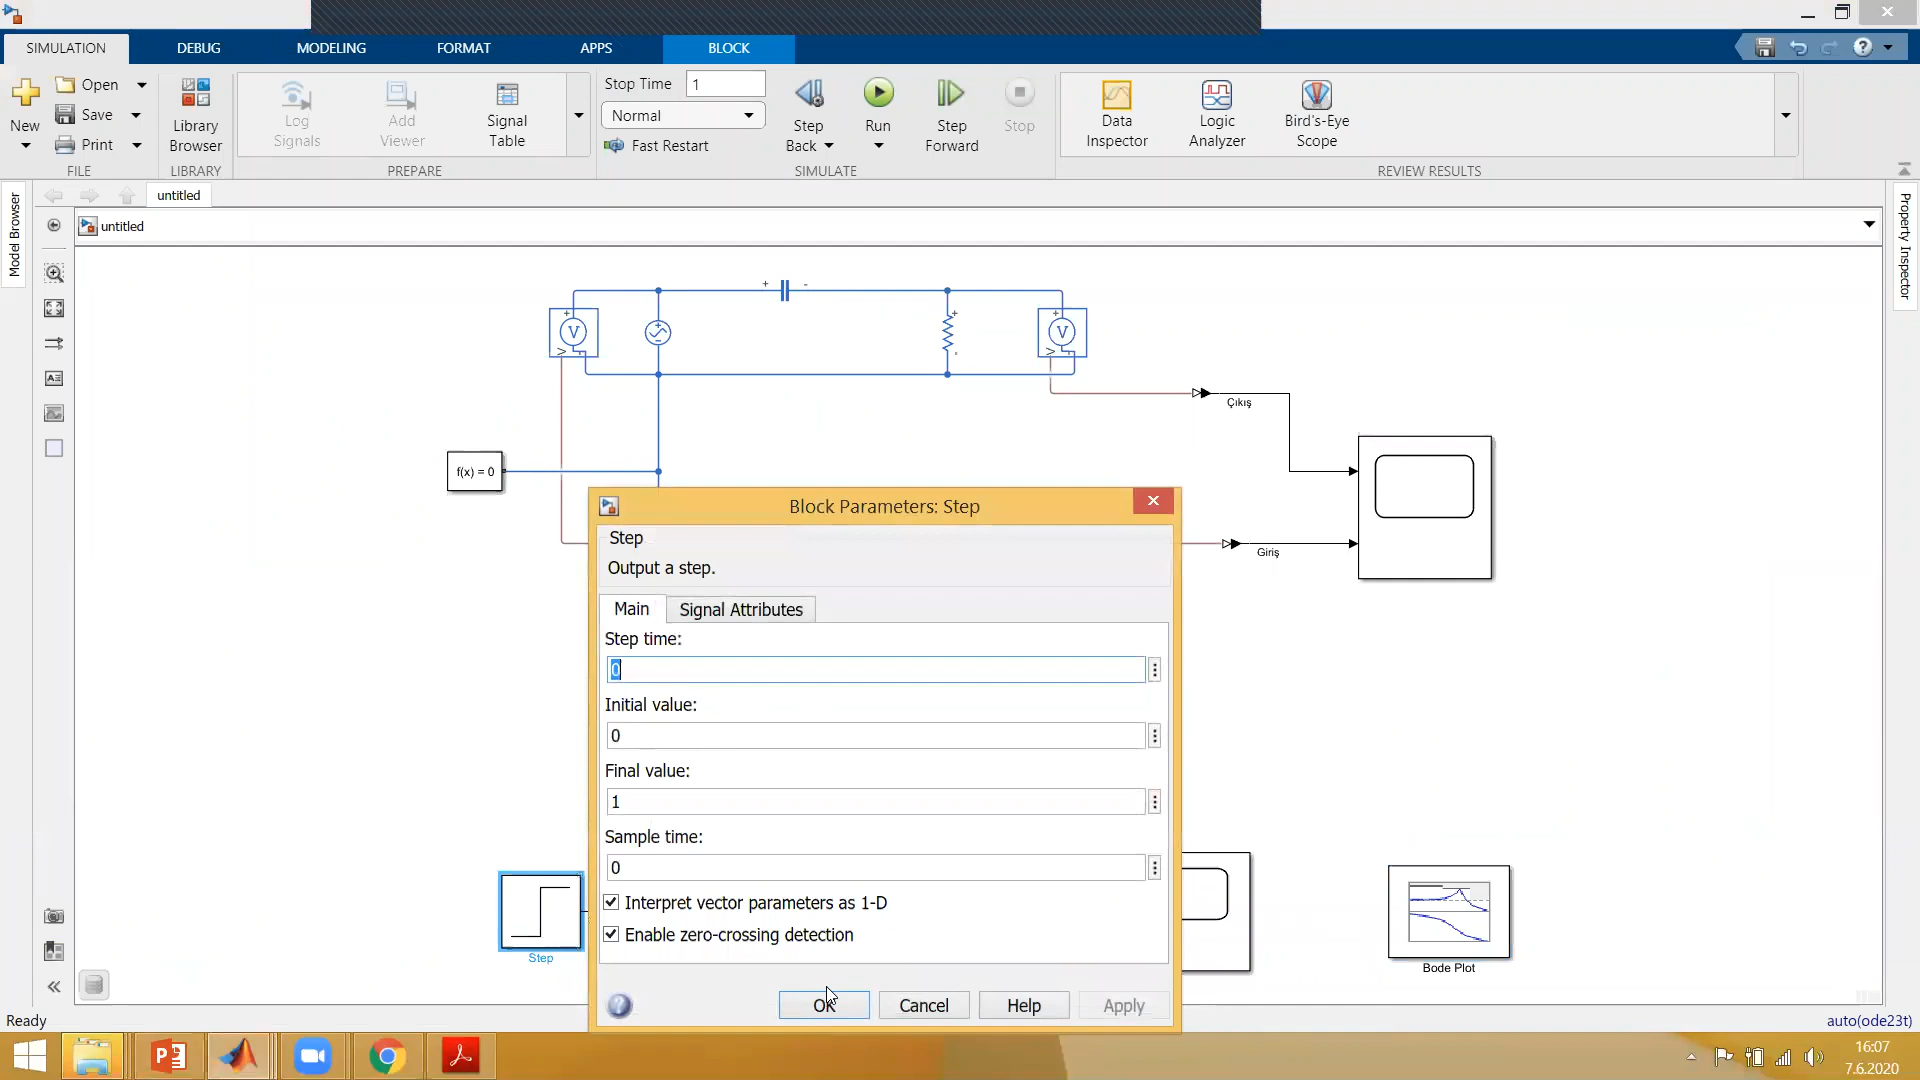 SIMULATION
DEBUG
MODELING
FORMAT
APPS
BLOCK
New
Open
Save
Print
FILE
Library
Browser
LIBRARY
Log
Signals
Add
Viewer
Signal
Table
PREPARE
Stop Time
1
Normal
Fast Restart
Step
Back
Run
Step
Forward
Stop
SIMULATE
Data
Inspector
Logic
Analyzer
Bird's-Eye
Scope
REVIEW RESULTS
Model Browser
untitled
untitled
Property Inspector
+
-
+
V
V
+
-
+
V
V
Çıkış
f(x) = 0
Giriş
Block Parameters: Step
Step
Output a step.
Main
Signal Attributes
Step time:
0
Initial value:
0
Final value:
1
Sample time:
0
Interpret vector parameters as 1-D
Enable zero-crossing detection
OK
Cancel
Help
Apply
Step
Bode Plot
Ready
auto(ode23t)
16:07
7.6.2020